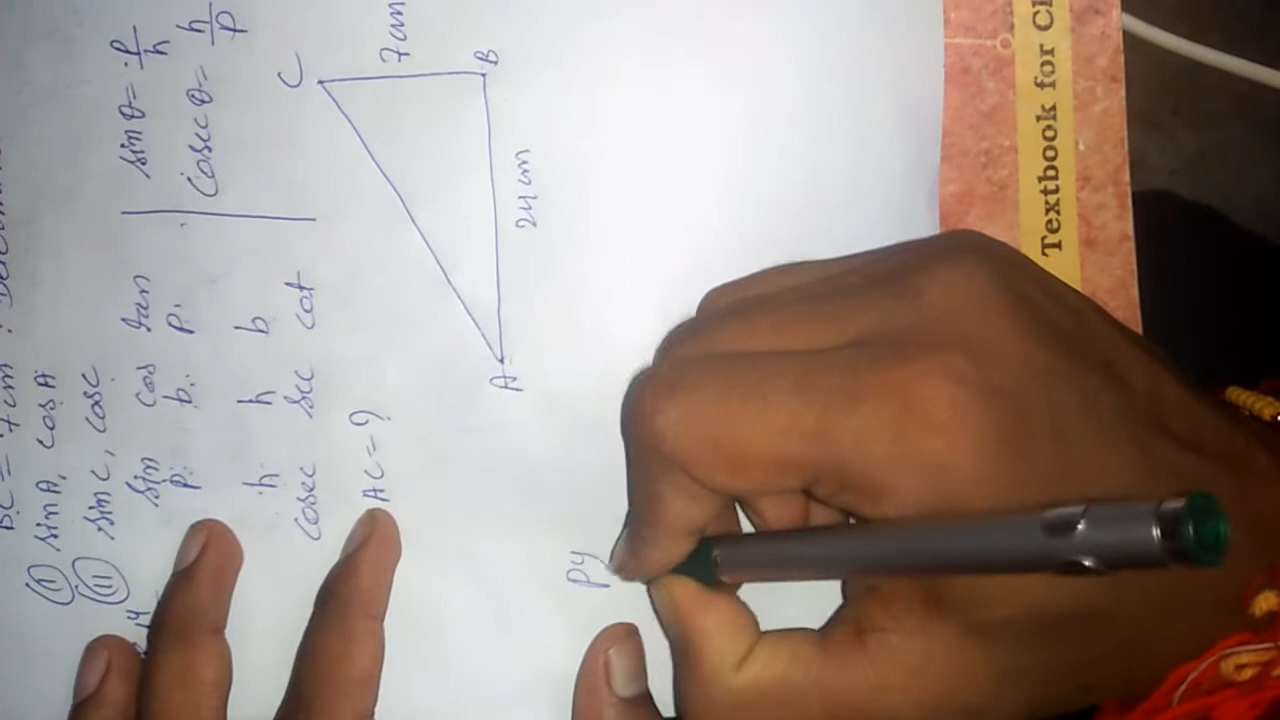 BC = 7cm.
(i) sin A, cos A
(ii) sin C, cos C.
sin cos tan
p. b. p.
h h b
cosec sec cot
sin θ = p/h
cosec θ = h/p
AC = ?
C
7cm
B
24 cm
A
Py
Textbook for Cl